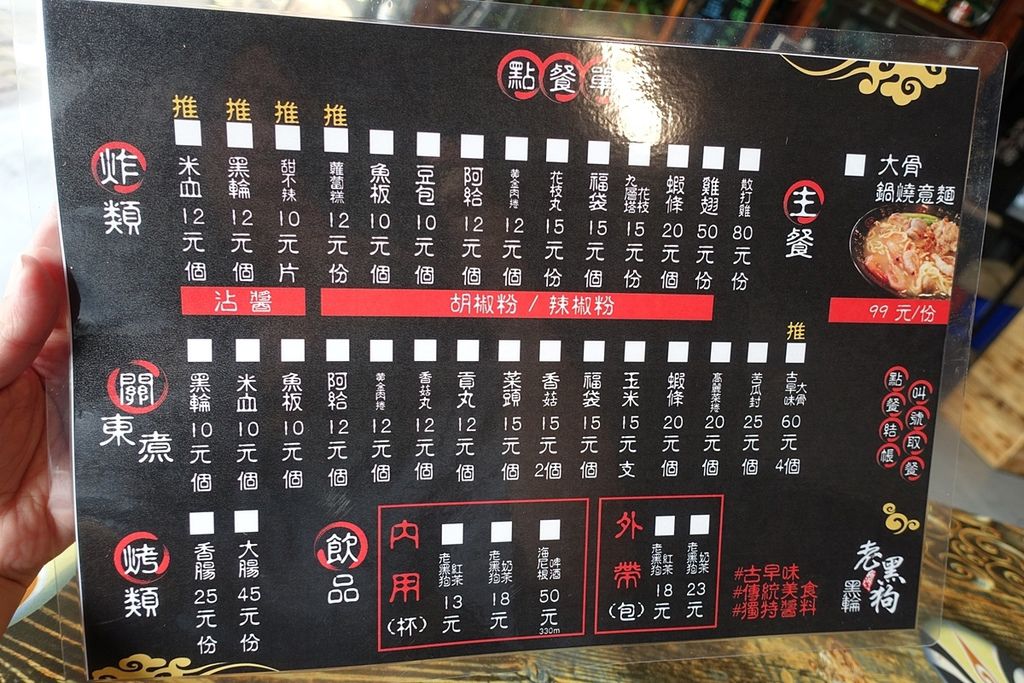 點餐單
炸類
推 米血 12元 個
推 黑輪 12元 個
推 甜不辣 10元 片
推 蘿蔔糕 12元 份
魚板 10元 個
豆包 10元 個
阿給 12元 個
黃金肉捲 12元 個
花枝丸 15元 個
福袋 15元 個
九層塔花枝 15元 份
蝦條 20元 個
雞翅 50元 份
散打雞 80元 份
沾醬
胡椒粉 / 辣椒粉
主餐
大骨
鍋燒意麵
99 元/份
關東煮
黑輪 10元 個
米血 10元 個
魚板 10元 個
阿給 12元 個
黃金肉捲 12元 個
香菇丸 12元 個
貢丸 12元 個
菜頭 15元 個
香菇 15元 2個
福袋 15元 個
玉米 15元 支
蝦條 20元 個
高麗菜捲 20元 個
苦瓜封 25元 個
推 古早味大骨 60元 4個
點餐結帳
叫號取餐
烤類
香腸 25元 份
大腸 45元 份
飲品
內用(杯)
老黑狗紅茶 13元
老黑狗奶茶 18元
海尼根啤酒 50元 330m
外帶(包)
老黑狗紅茶 18元
老黑狗奶茶 23元
#古早味
#傳統美食
#獨特醬料
老黑狗
黑輪